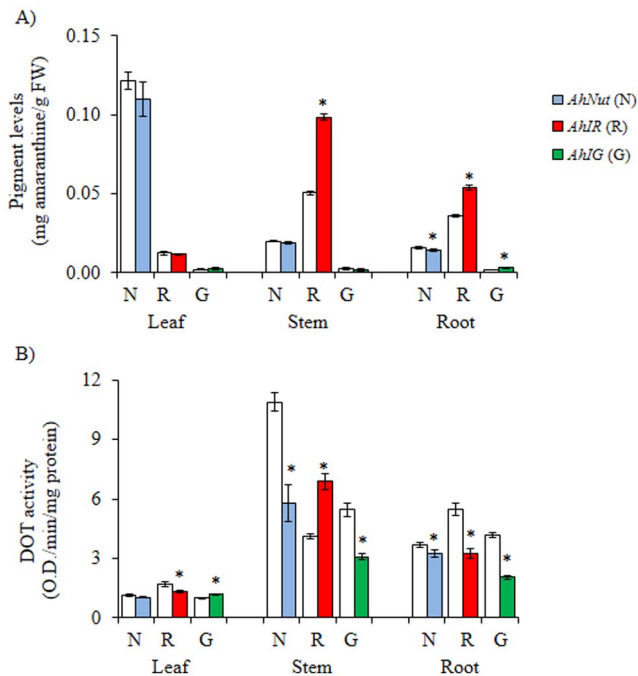 A)
Pigment levels
(mg amaranthine/g FW)
0.15
0.10
0.05
0.00
* * * * *
N R G N R G N R G
Leaf Stem Root
AhNut (N)
AhIR (R)
AhIG (G)
B)
DOT activity
(O.D./min/mg protein)
12
9
6
3
0
* * * * * * * *
N R G N R G N R G
Leaf Stem Root